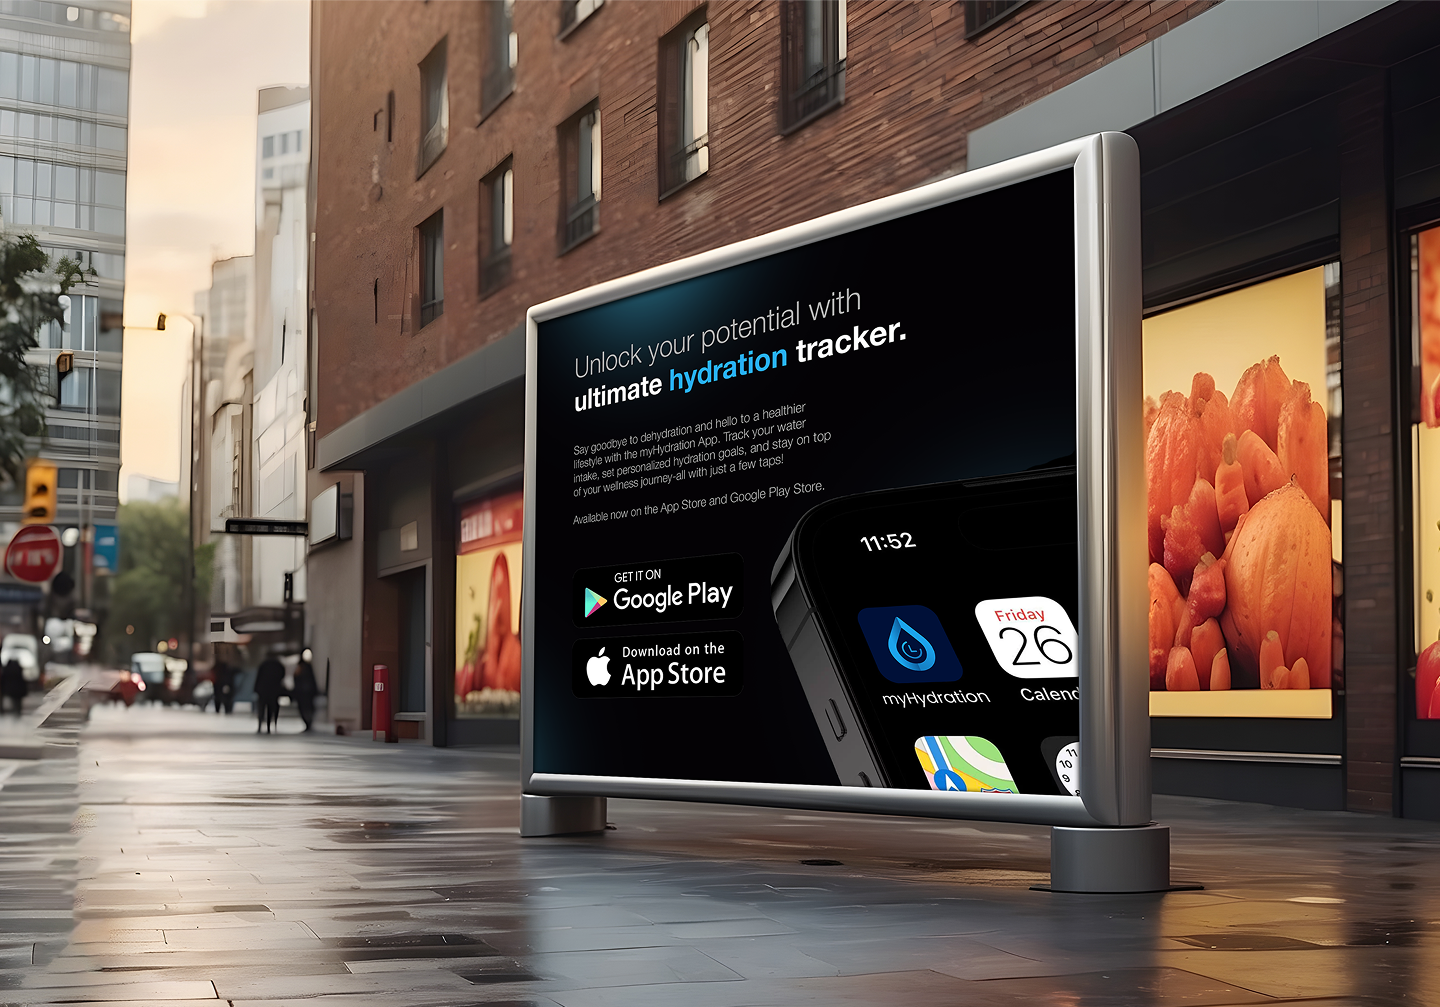 Unlock your potential with
ultimate hydration tracker.
Say goodbye to dehydration and hello to a healthier
lifestyle with the myHydration App. Track your water
intake, set personalized hydration goals, and stay on top
of your wellness journey-all with just a few taps!
Available now on the App Store and Google Play Store.
GET IT ON
Google Play
Download on the
App Store
11:52
Friday
26
myHydration
Calend
11
10
9
8